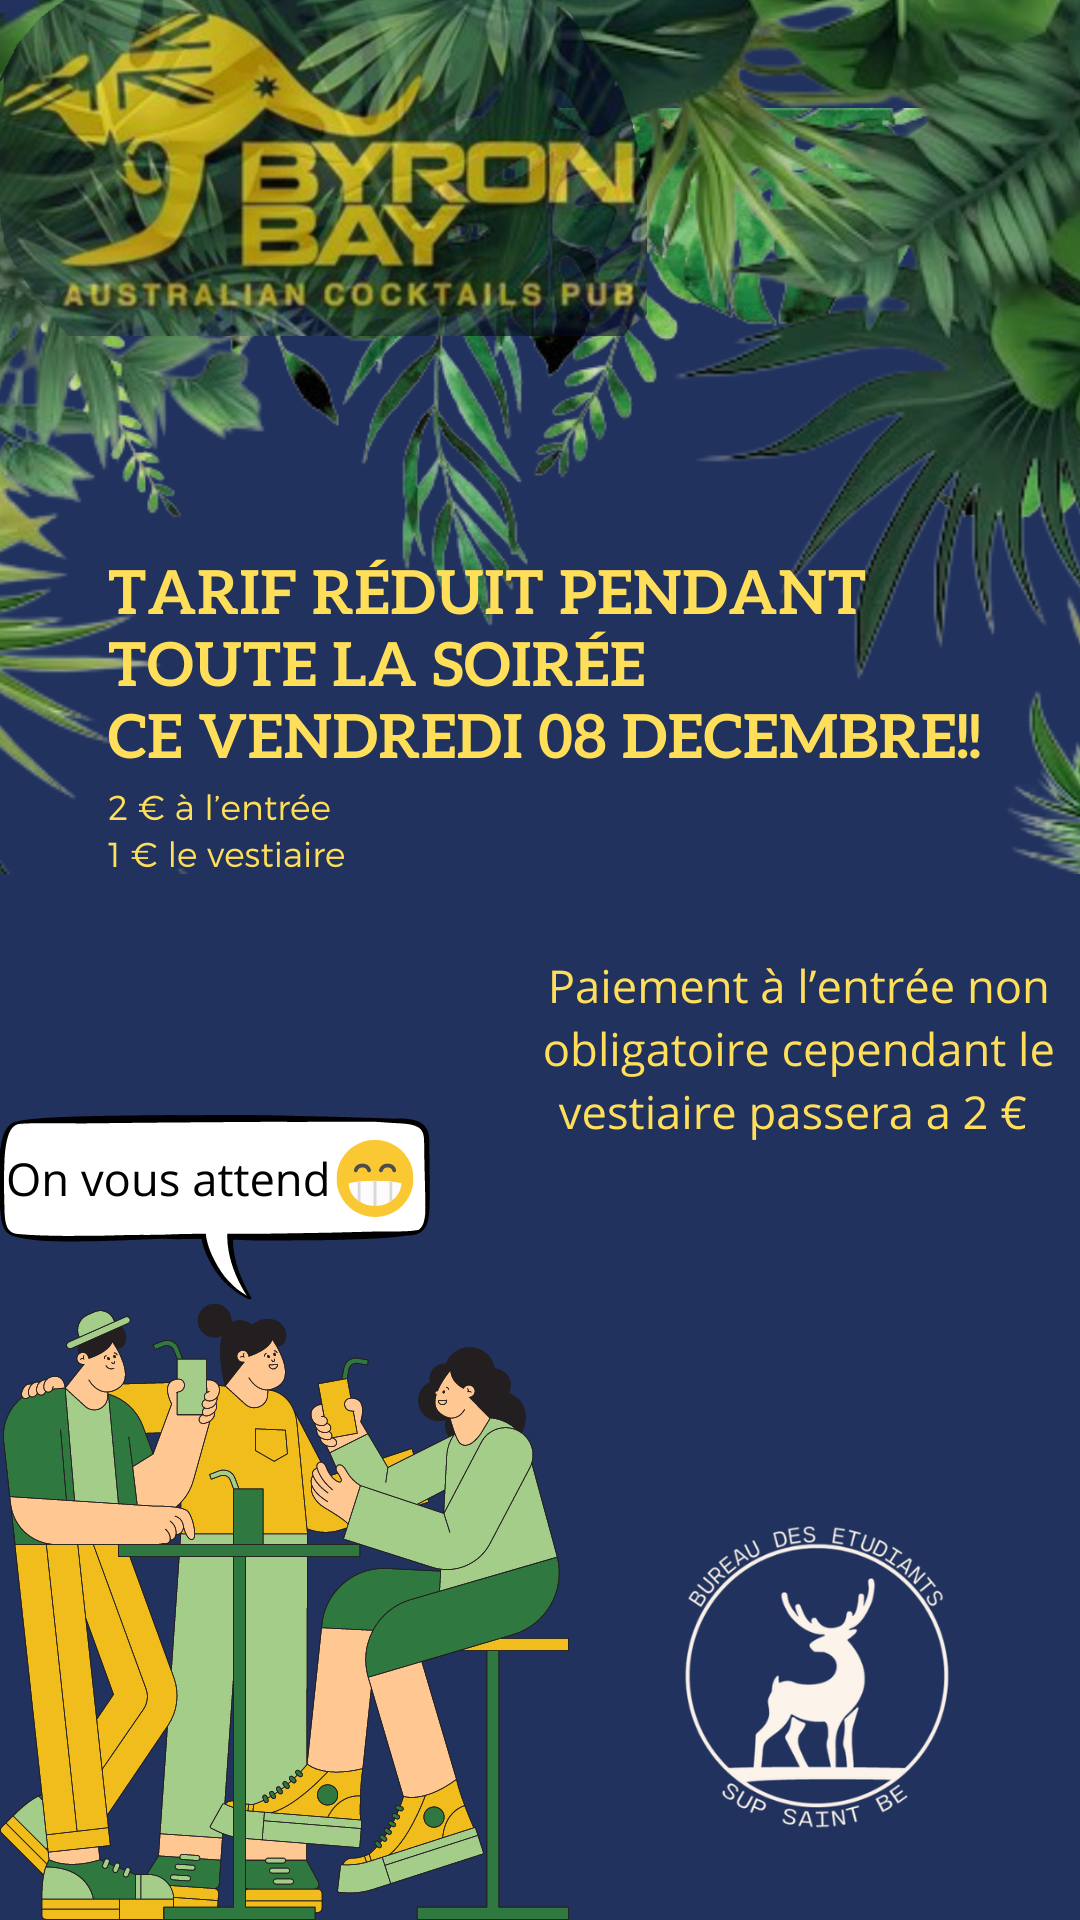 BYRON
BAY
AUSTRALIAN COCKTAILS PUB
TARIF RÉDUIT PENDANT
TOUTE LA SOIRÉE
CE VENDREDI 08 DECEMBRE!!
2 € à l’entrée
1 € le vestiaire
Paiement à l’entrée non
obligatoire cependant le
vestiaire passera a 2 €
On vous attend
BUREAU DES ETUDIANTS
SUP SAINT BE